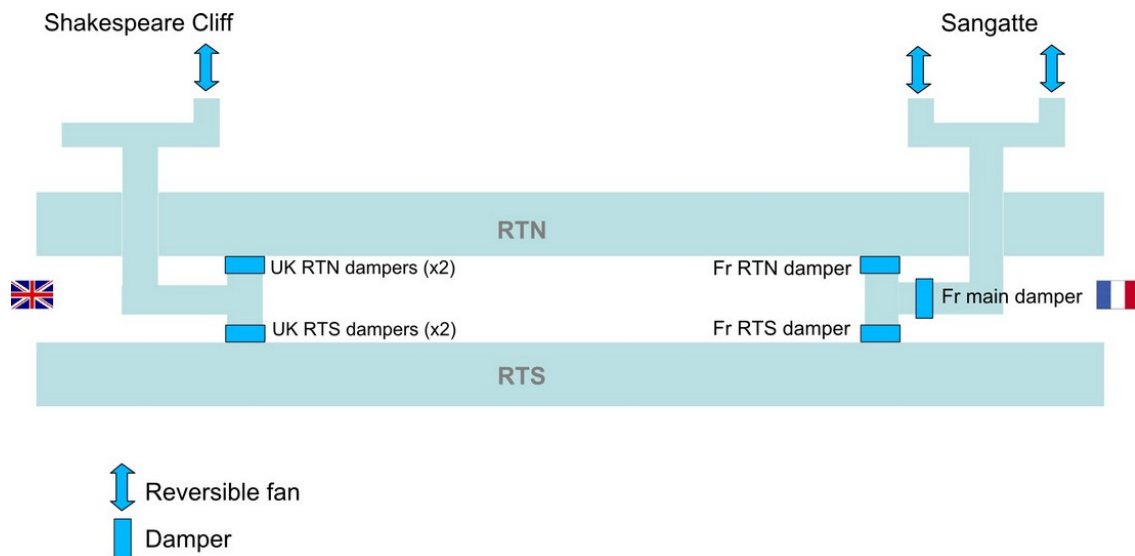 Shakespeare Cliff
Sangatte
RTN
UK RTN dampers (x2)
Fr RTN damper
Fr main damper
UK RTS dampers (x2)
Fr RTS damper
RTS
Reversible fan
Damper